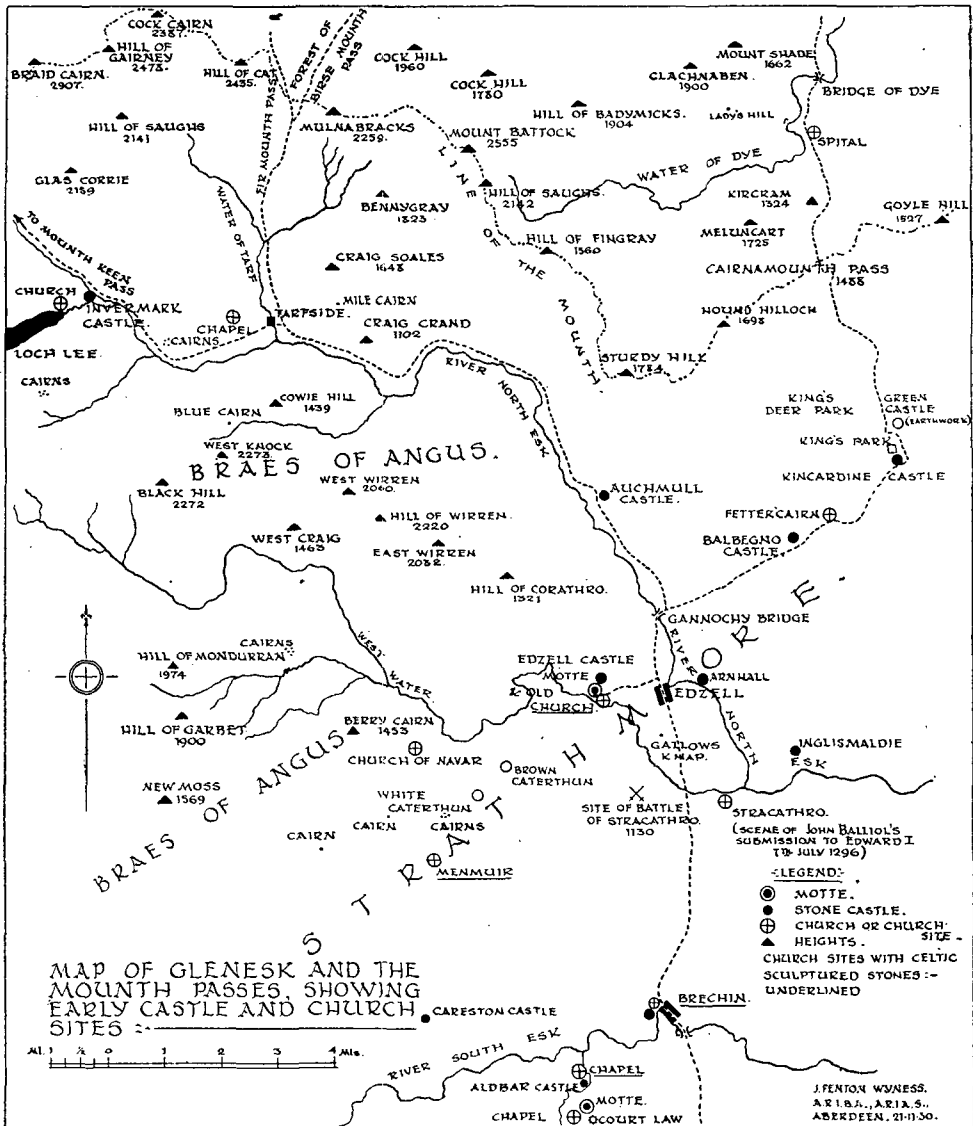 COCK CAIRN
2387.
HILL OF
GAIRNEY
2473.
BRAID CAIRN.
2907.
HILL OF CAT
2435.
FOREST OF
BIRSE MOUNTH
PASS
FIR MOUNTH PASS
COCK HILL
1960
COCK HILL
1780
MOUNT SHADE
1662
GLACHNABEN.
1900
BRIDGE OF DYE
HILL OF SAUGHS
2141
MULNABRACKS
2259.
HILL OF BADYMICKS.
1904
LADY'S HILL
MOUNT BATTOCK
2555
SPITAL
WATER OF DYE
GLAS CORRIE
2189
WATER OF TARF
BENNYGRAY
1823
HILL OF SAUGHS.
2142
KIRCRAM
1324
GOYLE HILL
1527
MELUNCART
1725
LINE OF THE MOUNTH
HILL OF FINGRAY
1560
TO MOUNTH KEEN
PASS
CRAIG SOALES
1648
CAIRNAMOUNTH PASS
1488
CHURCH
INVERMARK
CASTLE.
MILE CAIRN
CHAPEL
CAIRNS
TARFSIDE.
CRAIG CRAND
1102
HOUND HILLOCH
1698
LOCH LEE.
CAIRNS
STURDY HILL
1784
RIVER NORTH ESK
COWIE HILL
1439
BLUE CAIRN
KING'S
DEER PARK
GREEN
CASTLE
(EARTHWORK)
KING'S PARK
KINCARDINE CASTLE
WEST KNOCK
2273.
BRAES OF ANGUS.
BLACK HILL
2272
WEST WIRREN
2060.
AUCHMULL
CASTLE.
HILL OF WIRREN.
2220
FETTERCAIRN
WEST CRAIG
1463
EAST WIRREN
2032.
BALBEGNO
CASTLE.
HILL OF CORATHRO.
1321
GANNOCHY BRIDGE
CAIRNS
HILL OF MONDURRAN
1974
WEST WATER
EDZELL CASTLE
MOTTE
& OLD
CHURCH.
RIVER NORTH ESK
ARNHALL
EDZELL
HILL OF GARBET
1900
BERRY CAIRN
1453
CHURCH OF NAVAR
BRAES OF ANGUS
GALLOWS
KNAP.
INGLISMALDIE
BROWN
CATERTHUN
NEW MOSS
1569
WHITE
CATERTHUN
SITE OF BATTLE
OF STRACATHRO.
1130
STRACATHRO.
(SCENE OF JOHN BALLIOL'S
SUBMISSION TO EDWARD I
7TH JULY 1296)
CAIRN
CAIRN
CAIRNS
MENMUIR
STRATHMORE.
-:LEGEND:-
MOTTE.
STONE CASTLE.
CHURCH OR CHURCH SITE.
HEIGHTS.
CHURCH SITES WITH CELTIC
SCULPTURED STONES:-
UNDERLINED
MAP OF GLENESK AND THE
MOUNTH PASSES, SHOWING
EARLY CASTLE AND CHURCH
SITES :-
Ml. 1 ½ 0 1 2 3 4 Mls.
CARESTON CASTLE
BRECHIN.
RIVER SOUTH ESK
CHAPEL
ALDBAR CASTLE
MOTTE.
CHAPEL
COURT LAW
J. FENTON WYNESS.
A.R.I.B.A., A.R.I.A.S.,
ABERDEEN. 21·11·30.